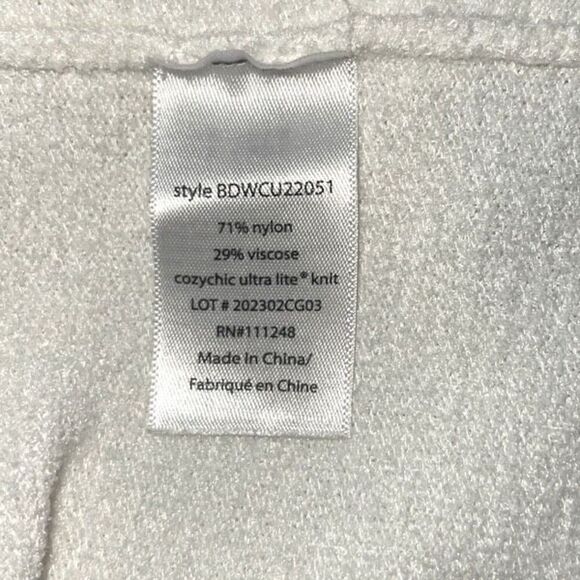 style BDWCU22051
71% nylon
29% viscose
cozychic ultra lite® knit
LOT # 202302CG03
RN#111248
Made in China/
Fabriqué en Chine